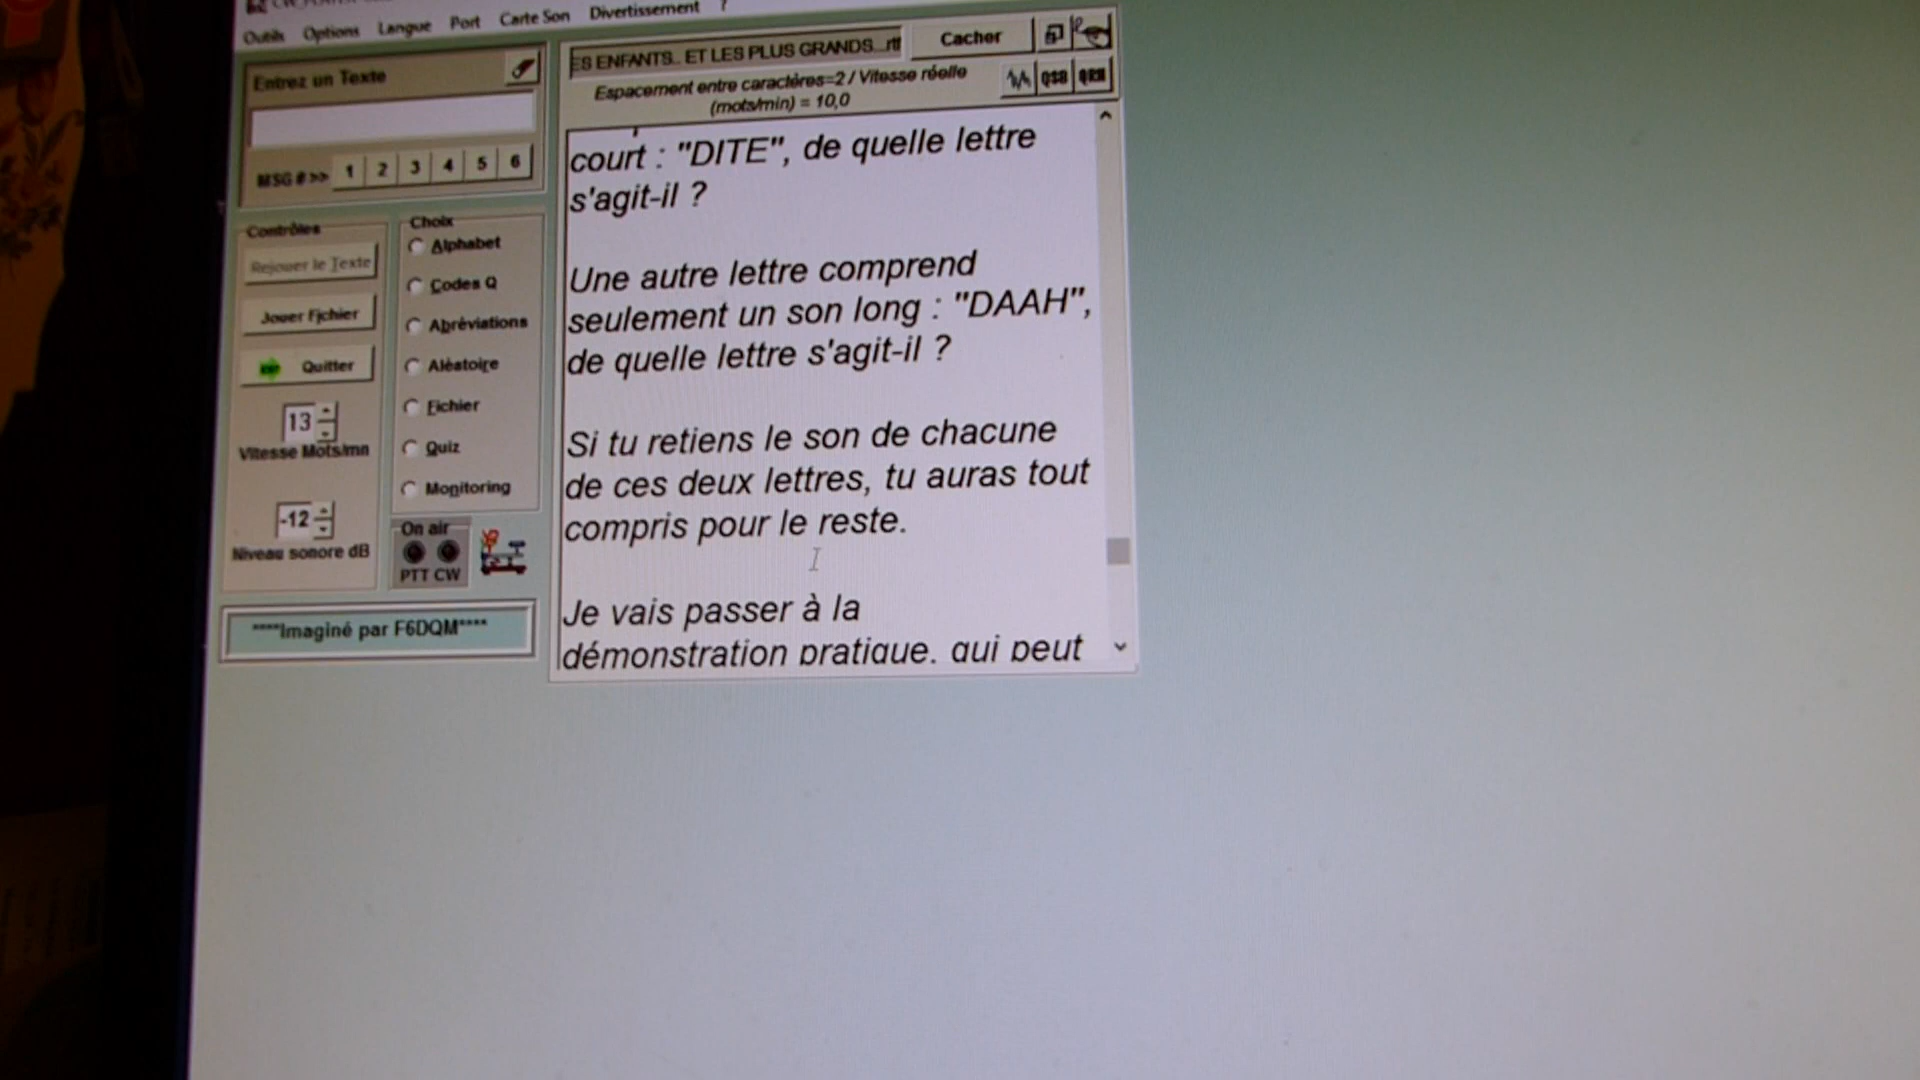 Outils Options Langue Port Carte Son Divertissement ?
Entrez un Texte
MSG # >> 1 2 3 4 5 6
Contrôles
Rejouer le Texte
Jouer Fichier
Quitter
13
Vitesse Mots/mn
-12
Niveau sonore dB
Choix
Alphabet
Codes Q
Abréviations
Aléatoire
Fichier
Quiz
Monitoring
On air
PTT CW
****Imaginé par F6DQM****
ES ENFANTS.. ET LES PLUS GRANDS...rtf
Cacher
Espacement entre caractères=2 / Vitesse réelle
(mots/min) = 10,0
QSB QRM
court : "DITE", de quelle lettre
s'agit-il ?
Une autre lettre comprend
seulement un son long : "DAAH",
de quelle lettre s'agit-il ?
Si tu retiens le son de chacune
de ces deux lettres, tu auras tout
compris pour le reste.
Je vais passer à la
démonstration pratique, qui peut